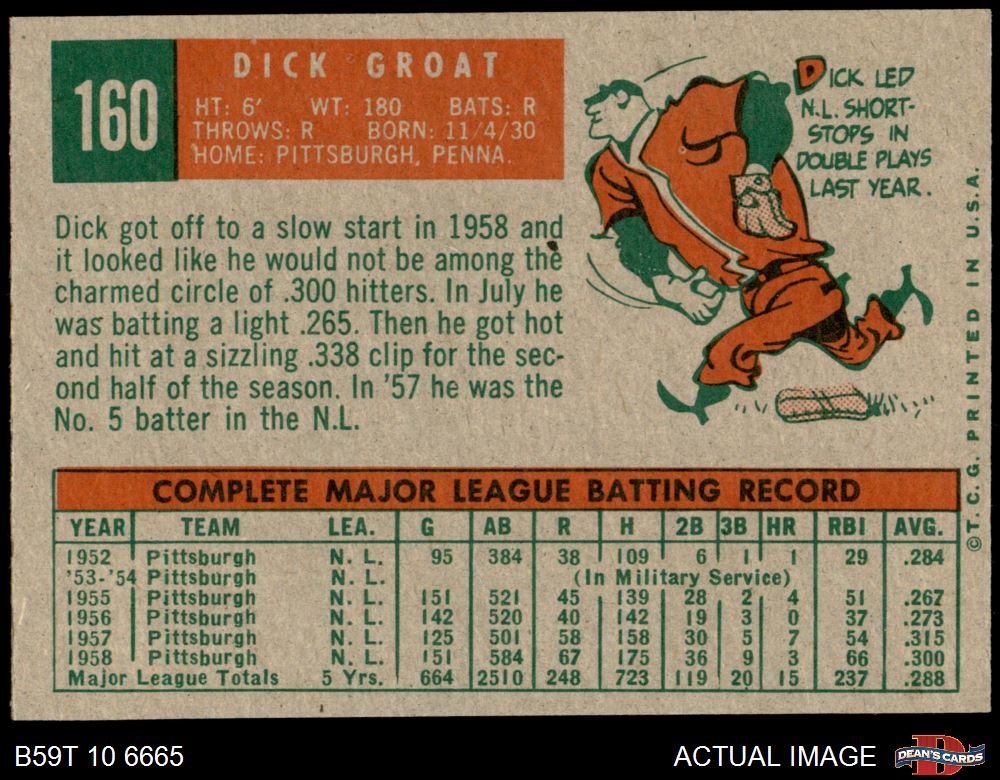 160
DICK GROAT
HT: 6' WT: 180 BATS: R
THROWS: R BORN: 11/4/30
HOME: PITTSBURGH, PENNA.
DICK LED
N.L. SHORT-
STOPS IN
DOUBLE PLAYS
LAST YEAR.
Dick got off to a slow start in 1958 and
it looked like he would not be among the
charmed circle of .300 hitters. In July he
was batting a light .265. Then he got hot
and hit at a sizzling .338 clip for the sec-
ond half of the season. In '57 he was the
No. 5 batter in the N.L.
©T.C.G. PRINTED IN U.S.A.
COMPLETE MAJOR LEAGUE BATTING RECORD
YEAR TEAM LEA. G AB R H 2B 3B HR RBI AVG.
1952 Pittsburgh N. L. 95 384 38 109 6 1 1 29 .284
'53-'54 Pittsburgh N. L. (In Military Service)
1955 Pittsburgh N. L. 151 521 45 139 28 2 4 51 .267
1956 Pittsburgh N. L. 142 520 40 142 19 3 0 37 .273
1957 Pittsburgh N. L. 125 501 58 158 30 5 7 54 .315
1958 Pittsburgh N. L. 151 584 67 175 36 9 3 66 .300
Major League Totals 5 Yrs. 664 2510 248 723 119 20 15 237 .288
B59T 10 6665
ACTUAL IMAGE
D
DEAN'S CARDS